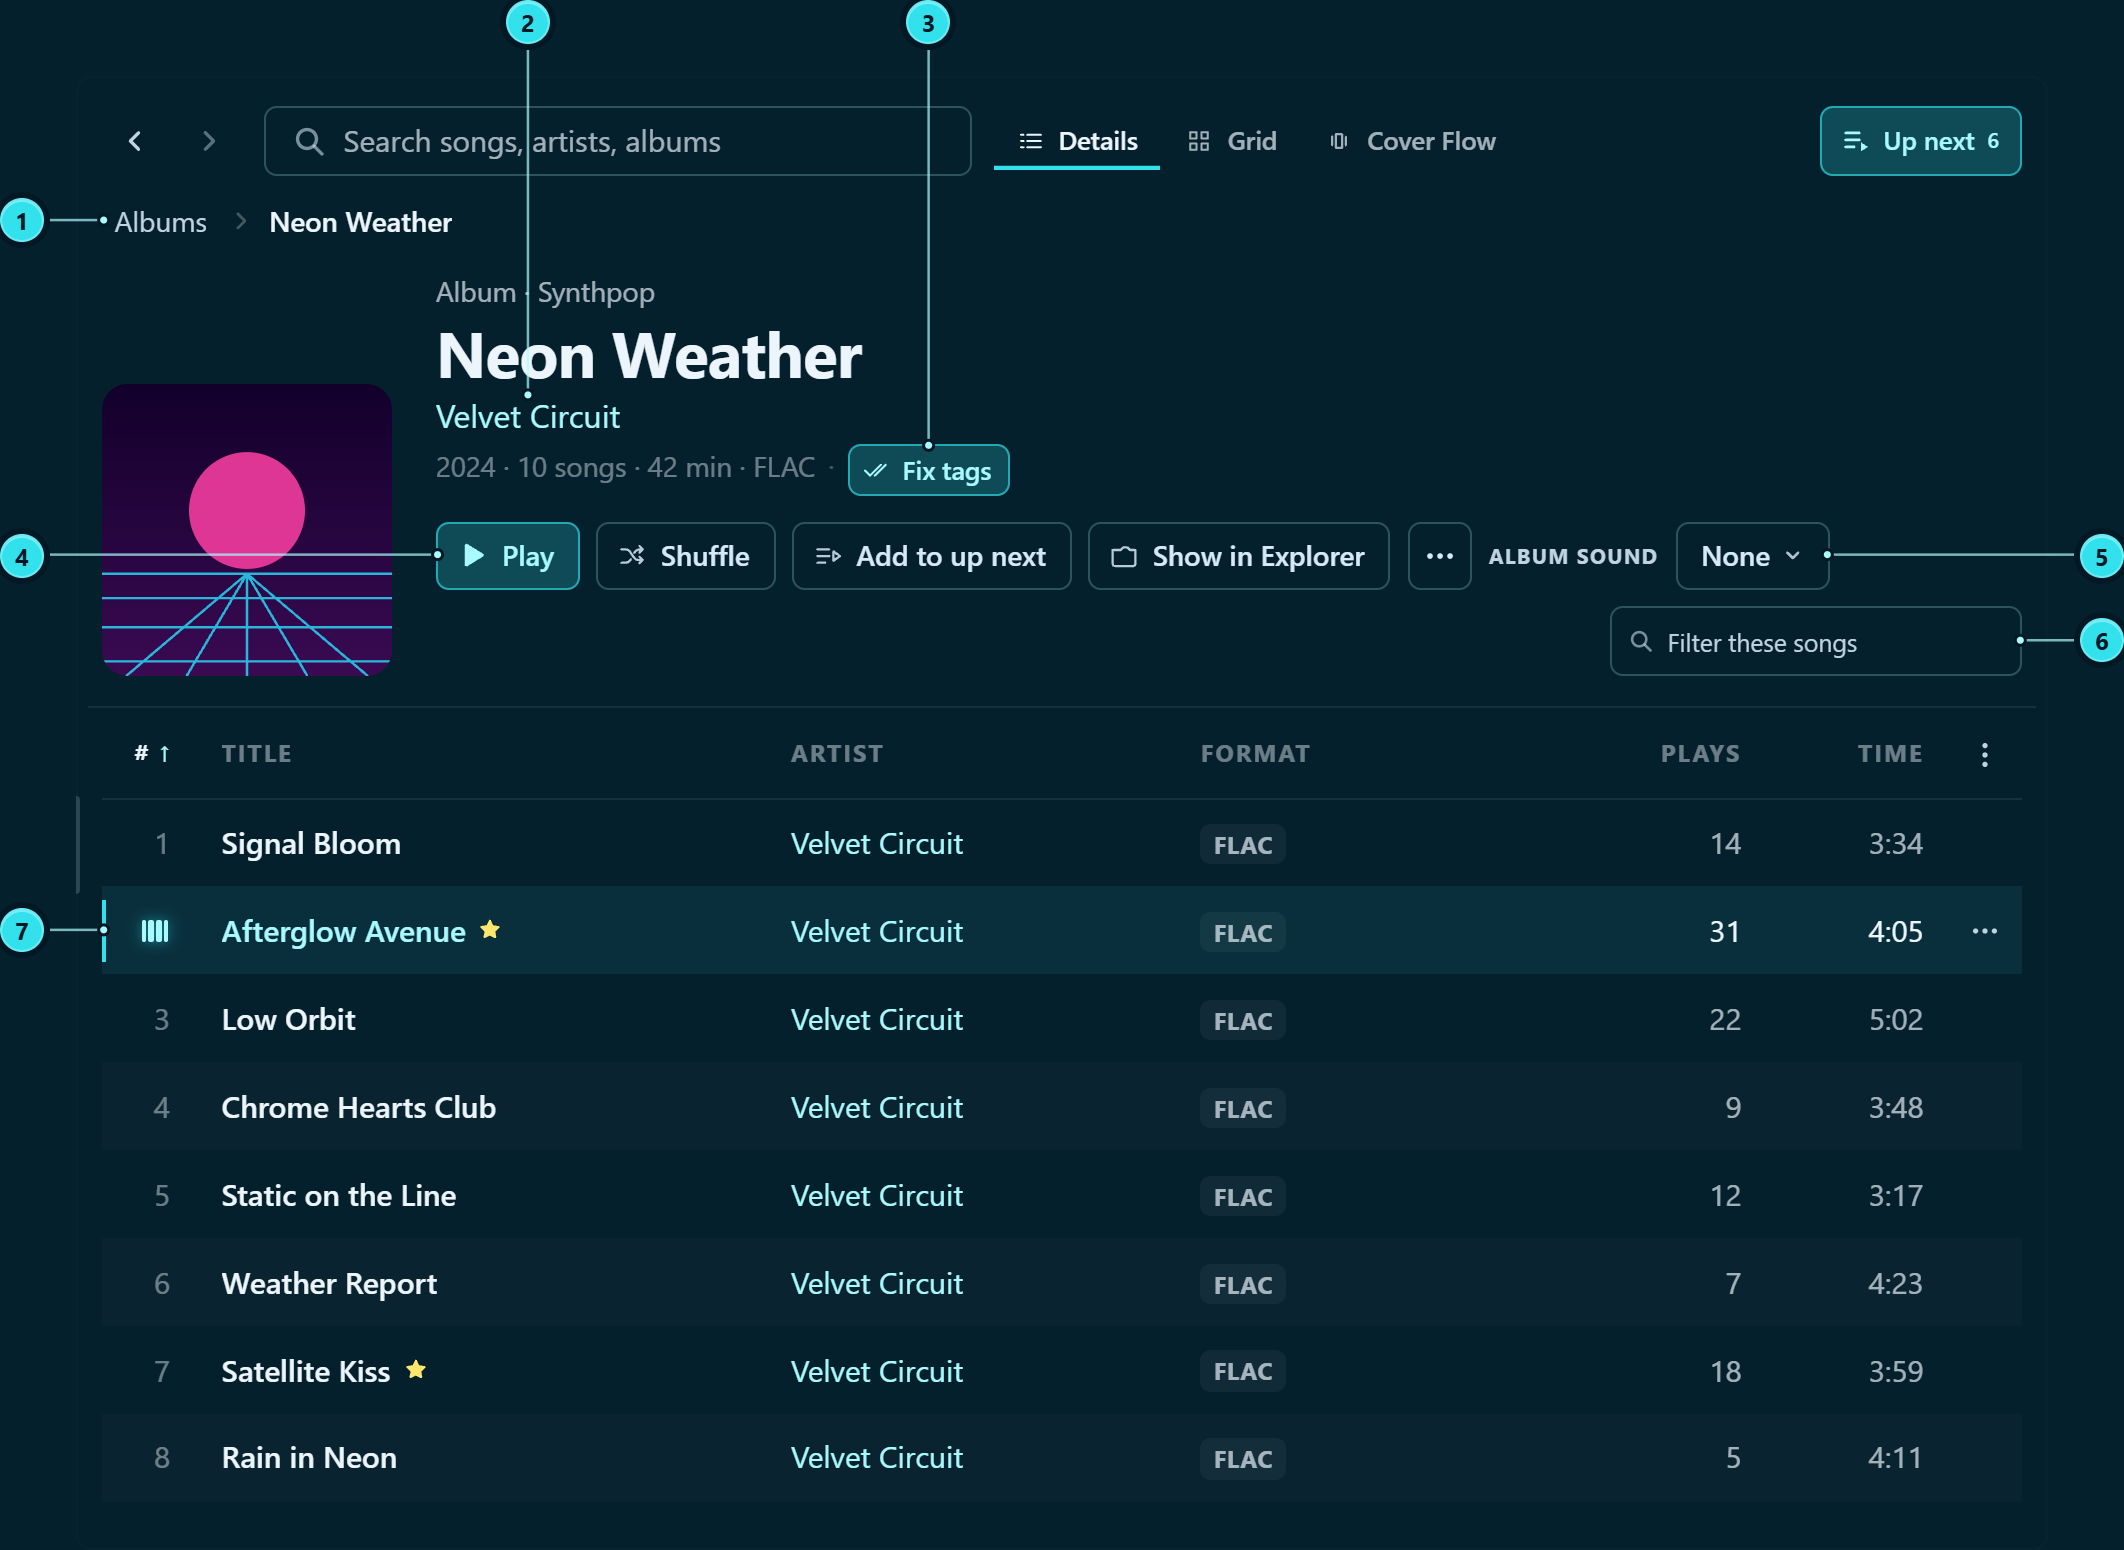 2 3
Search songs, artists, albums Details Grid Cover Flow Up next 6
1 Albums > Neon Weather
Album · Synthpop
Neon Weather
Velvet Circuit
2024 · 10 songs · 42 min · FLAC · Fix tags
4 Play Shuffle Add to up next Show in Explorer ··· ALBUM SOUND None 5
Filter these songs 6
# ↑ TITLE ARTIST FORMAT PLAYS TIME
1 Signal Bloom Velvet Circuit FLAC 14 3:34
7 Afterglow Avenue Velvet Circuit FLAC 31 4:05
3 Low Orbit Velvet Circuit FLAC 22 5:02
4 Chrome Hearts Club Velvet Circuit FLAC 9 3:48
5 Static on the Line Velvet Circuit FLAC 12 3:17
6 Weather Report Velvet Circuit FLAC 7 4:23
7 Satellite Kiss Velvet Circuit FLAC 18 3:59
8 Rain in Neon Velvet Circuit FLAC 5 4:11